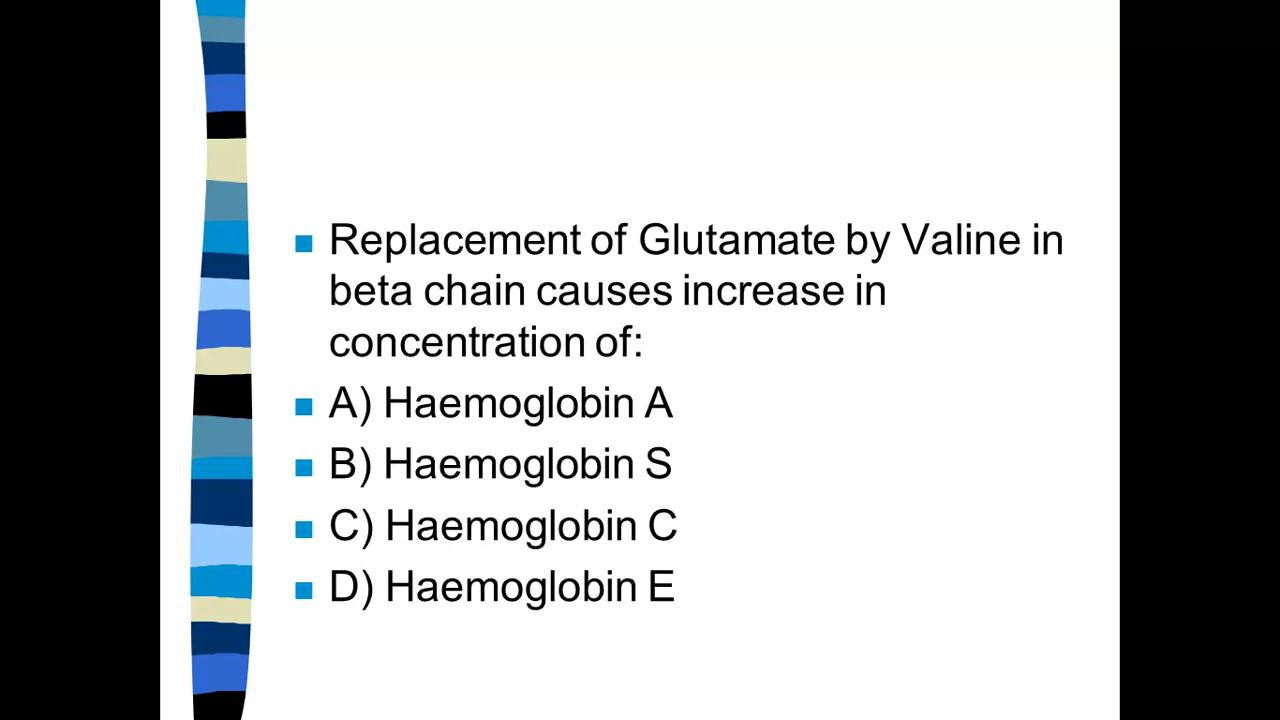 Replacement of Glutamate by Valine in
beta chain causes increase in
concentration of:
A) Haemoglobin A
B) Haemoglobin S
C) Haemoglobin C
D) Haemoglobin E